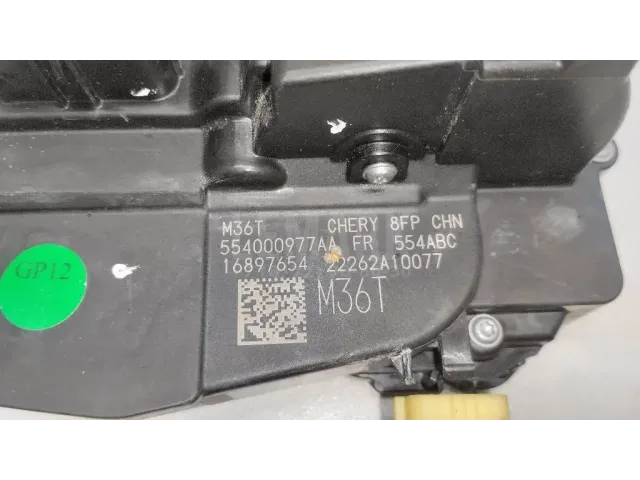 M36T CHERY 8FP CHN
554000977AA FR 554ABC
16897654 22262A10077
M36T
GP12